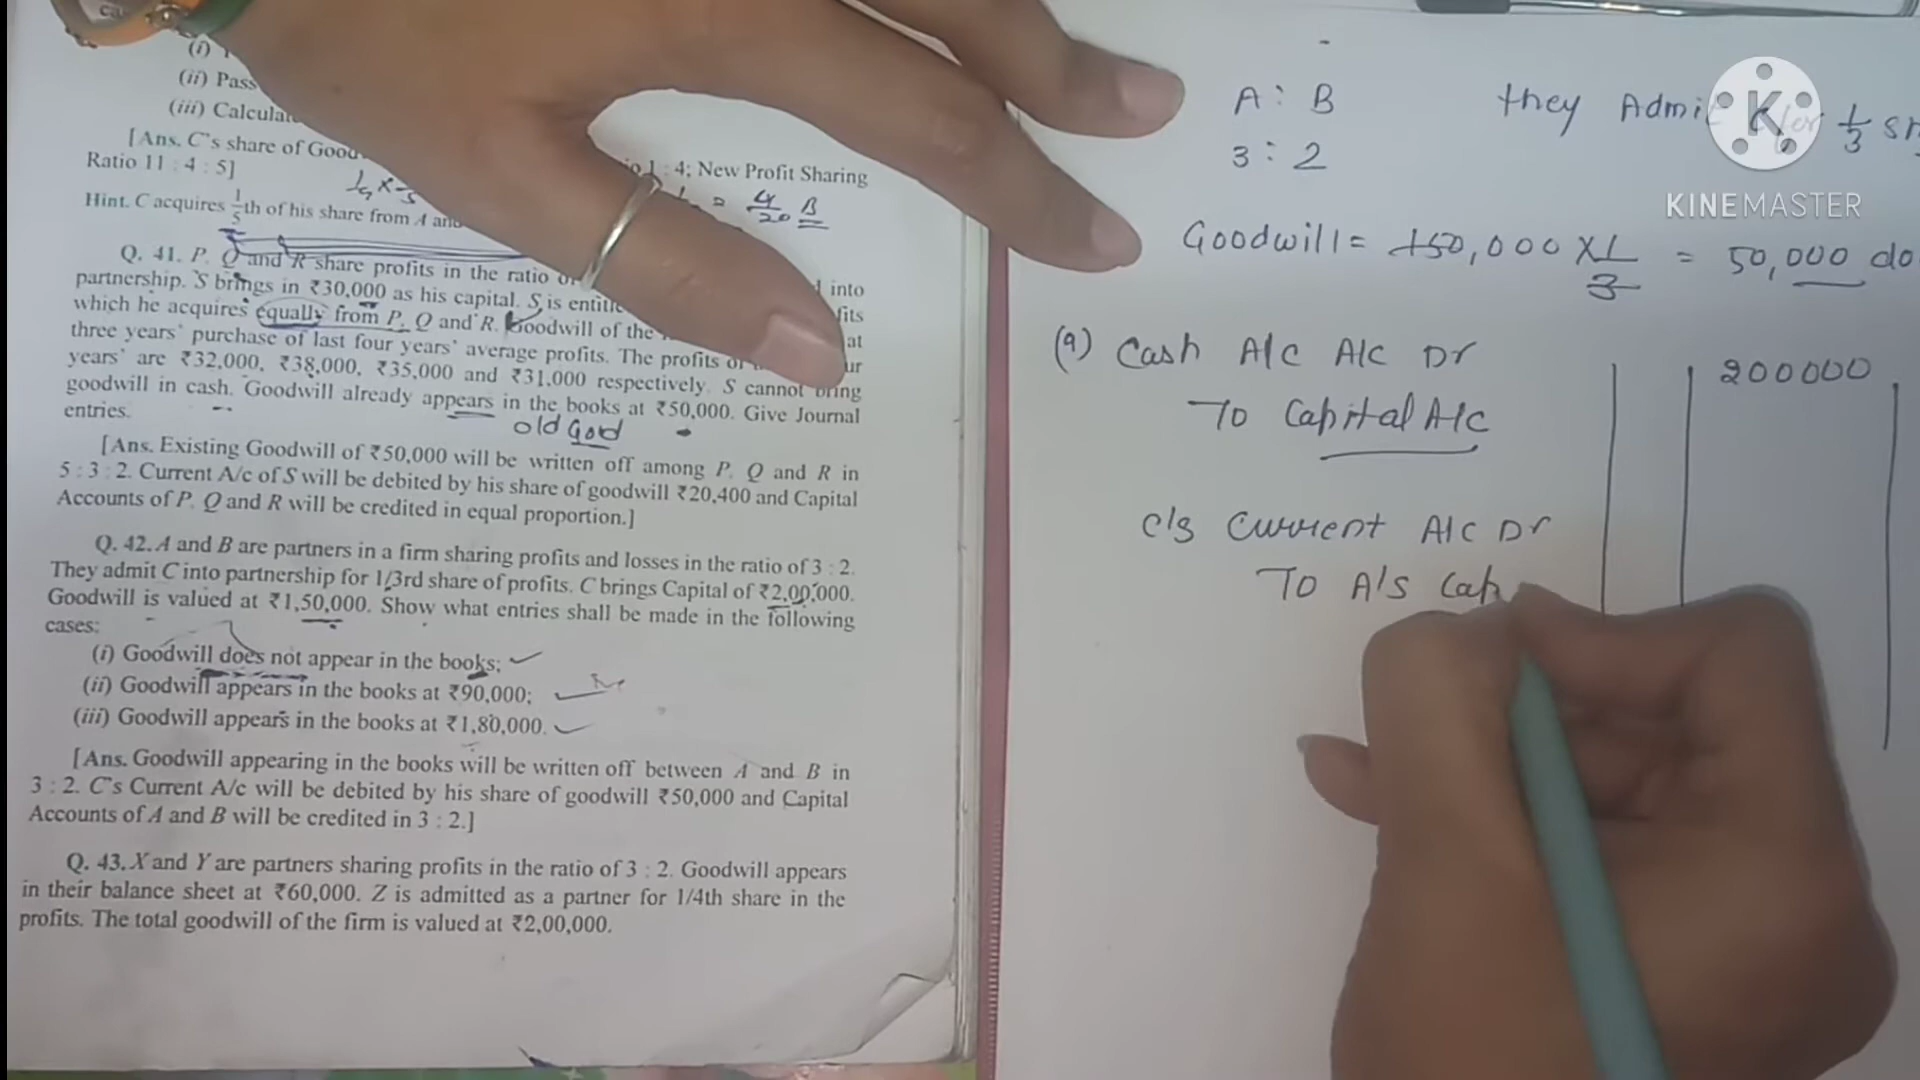 (i)
(ii) Pass
(iii) Calcula
[Ans. C's share of Good 1 : 4; New Profit Sharing
Ratio 11 : 4 : 5]
= 4/20 B
Hint. C acquires 1/5th of his share from A and
Q. 41. P, Q and R share profits in the ratio into
partnership. S brings in ₹30,000 as his capital. S is fits
which he acquires equally from P, Q and R. Goodwill of the at
three years' purchase of last four years' average profits. The profits ur
years' are ₹32,000, ₹38,000, ₹35,000 and ₹31,000 respectively. S cannot bring
goodwill in cash. Goodwill already appears in the books at ₹50,000. Give Journal
entries.
old Good
[Ans. Existing Goodwill of ₹50,000 will be written off among P, Q and R in
5 : 3 : 2. Current A/c of S will be debited by his share of goodwill ₹20,400 and Capital
Accounts of P, Q and R will be credited in equal proportion.]
Q. 42. A and B are partners in a firm sharing profits and losses in the ratio of 3 : 2.
They admit C into partnership for 1/3rd share of profits. C brings Capital of ₹2,00,000.
Goodwill is valued at ₹1,50,000. Show what entries shall be made in the following
cases:
(i) Goodwill does not appear in the books;
(ii) Goodwill appears in the books at ₹90,000;
(iii) Goodwill appears in the books at ₹1,80,000.
[Ans. Goodwill appearing in the books will be written off between A and B in
3 : 2. C's Current A/c will be debited by his share of goodwill ₹50,000 and Capital
Accounts of A and B will be credited in 3 : 2.]
Q. 43. X and Y are partners sharing profits in the ratio of 3 : 2. Goodwill appears
in their balance sheet at ₹60,000. Z is admitted as a partner for 1/4th share in the
profits. The total goodwill of the firm is valued at ₹2,00,000.
A : B they Admit for 1/3 sh
3 : 2
K
KINEMASTER
Goodwill = 150,000 X 1/3 = 50,000 do
(a) Cash A/c A/c Dr 200000
To Capital A/c
c's Current A/c Dr
To A's Cap